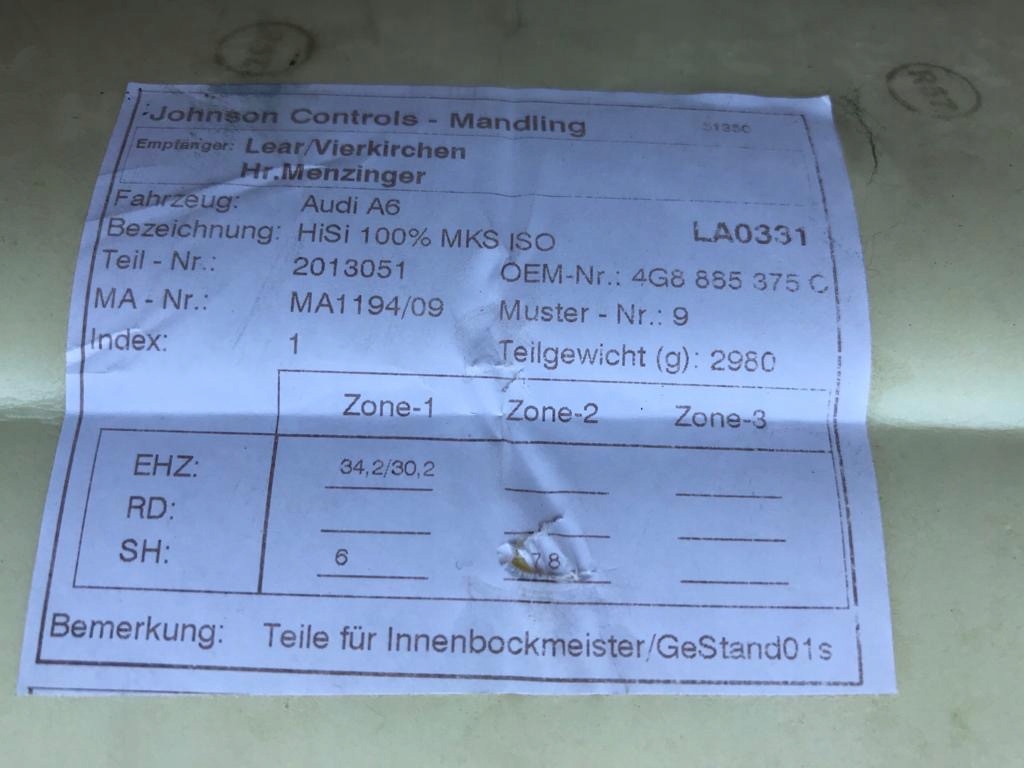 Johnson Controls - Mandling 51350
Empfänger: Lear/Vierkirchen
Hr.Menzinger
Fahrzeug: Audi A6
Bezeichnung: HiSi 100% MKS ISO LA0331
Teil - Nr.: 2013051 OEM-Nr.: 4G8 885 375 C
MA - Nr.: MA1194/09 Muster - Nr.: 9
Index: 1 Teilgewicht (g): 2980
Zone-1 Zone-2 Zone-3
EHZ: 34,2/30,2
RD:
SH: 6 7 8
Bemerkung: Teile für Innenbockmeister/GeStand01s